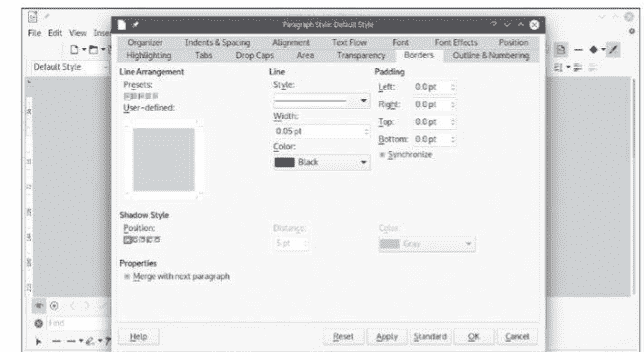 Paragraph Style: Default Style
File Edit View Inser
Default Style
Organizer Indents & Spacing Alignment Text Flow Font Font Effects Position
Highlighting Tabs Drop Caps Area Transparency Borders Outline & Numbering
Line Arrangement Line Padding
Presets: Style: Left: 0.0 pt
User-defined: Right: 0.0 pt
Width: Top: 0.0 pt
0.05 pt Bottom: 0.0 pt
Color: Synchronize
Black
Shadow Style
Position: Distance: Color:
5 pt Gray
Properties
Merge with next paragraph
Find
Help Reset Apply Standard OK Cancel